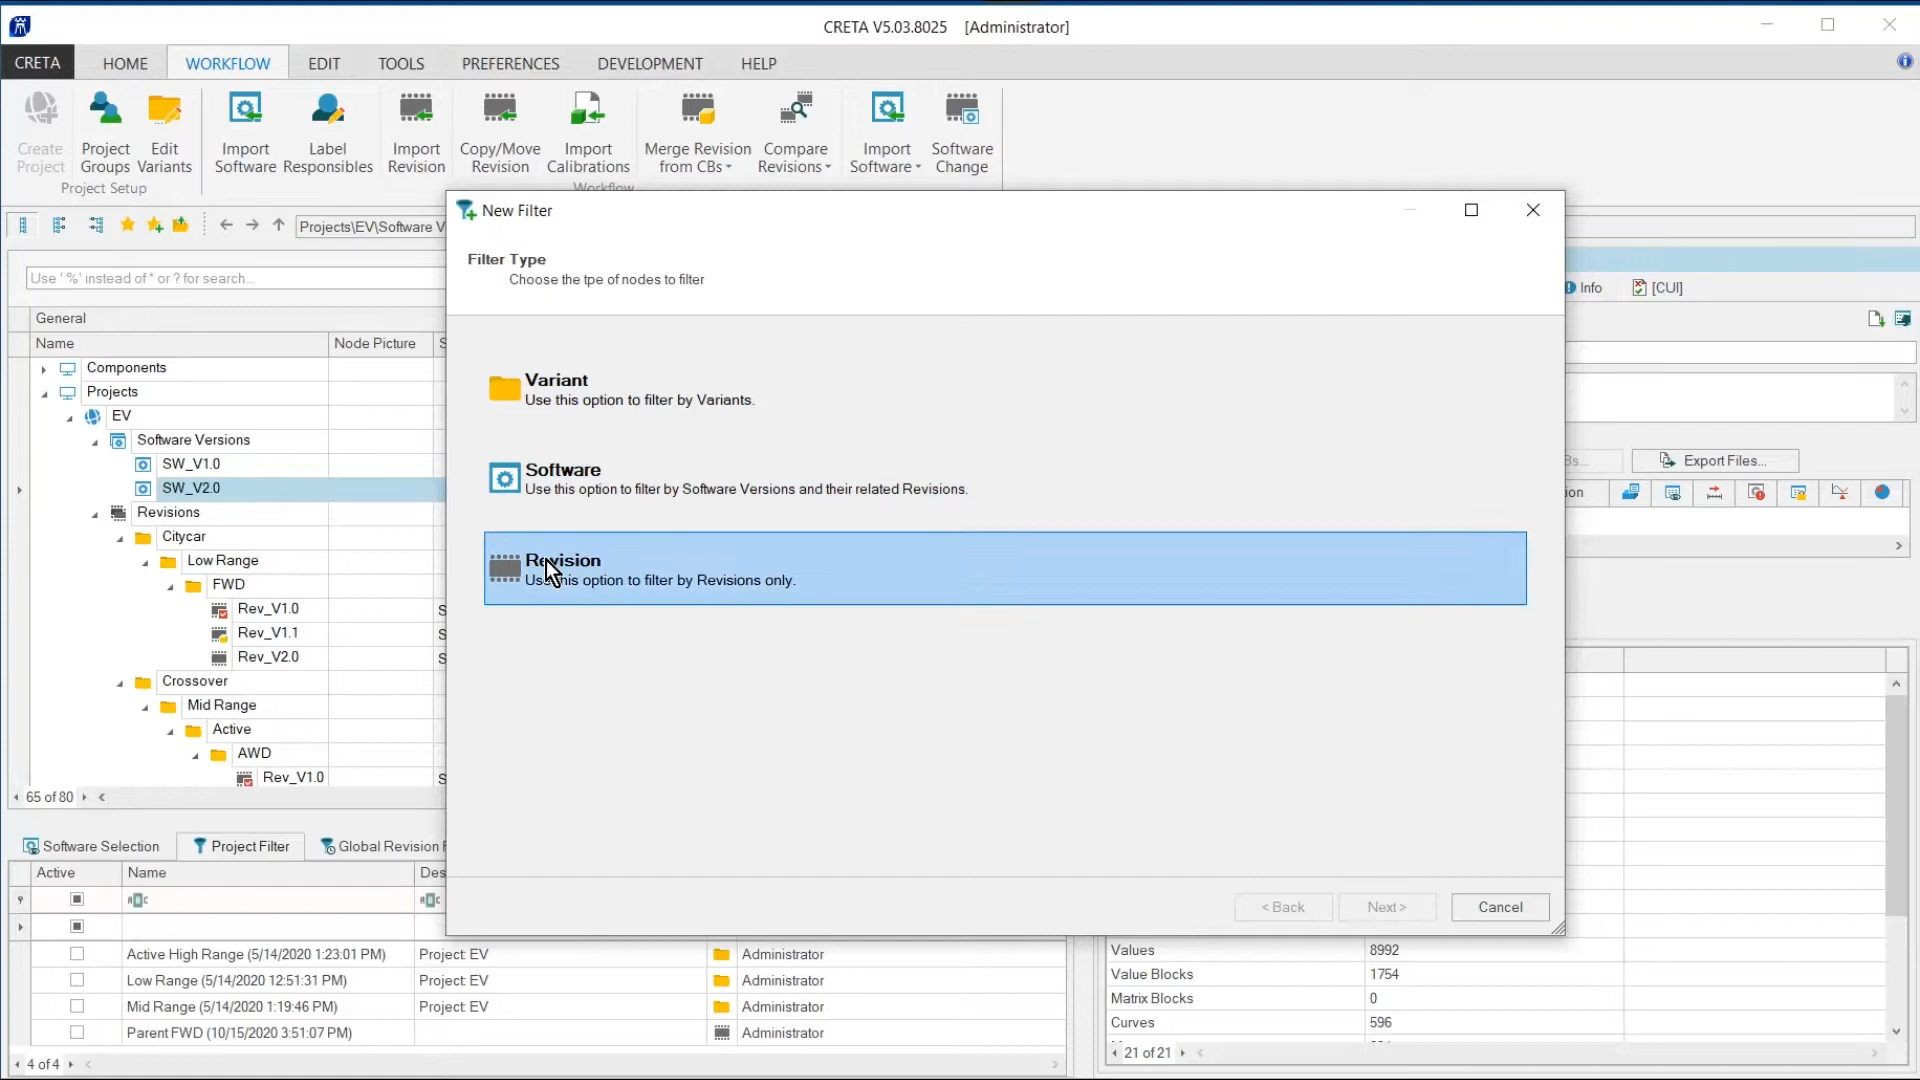 CRETA V5.03.8025 [Administrator]
CRETA HOME WORKFLOW EDIT TOOLS PREFERENCES DEVELOPMENT HELP
Create Project
Project Groups
Edit Variants
Import Software
Label Responsibles
Import Revision
Copy/Move Revision
Import Calibrations
Merge Revision from CBs
Compare Revisions
Import Software
Software Change
Project Setup
Workflow
Projects\EV\Software V
New Filter
Filter Type
Choose the tpe of nodes to filter
Use ' %' instead of * or ? for search...
Info [CUI]
General
Name Node Picture S
Components
Projects
EV
Software Versions
SW_V1.0
SW_V2.0
Revisions
Citycar
Low Range
FWD
Rev_V1.0 S
Rev_V1.1 S
Rev_V2.0 S
Crossover
Mid Range
Active
AWD
Rev_V1.0 S
65 of 80
Variant
Use this option to filter by Variants.
Software
Use this option to filter by Software Versions and their related Revisions.
Revision
Use this option to filter by Revisions only.
Bs... Export Files...
ion
< Back Next > Cancel
Software Selection Project Filter Global Revision F
Active Name Des
Active High Range (5/14/2020 1:23:01 PM) Project EV Administrator
Low Range (5/14/2020 12:51:31 PM) Project EV Administrator
Mid Range (5/14/2020 1:19:46 PM) Project EV Administrator
Parent FWD (10/15/2020 3:51:07 PM) Administrator
4 of 4
Values 8992
Value Blocks 1754
Matrix Blocks 0
Curves 596
21 of 21